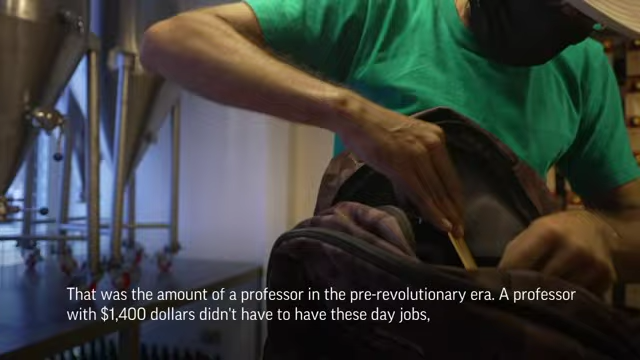 That was the amount of a professor in the pre-revolutionary era. A professor
with $1,400 dollars didn't have to have these day jobs,